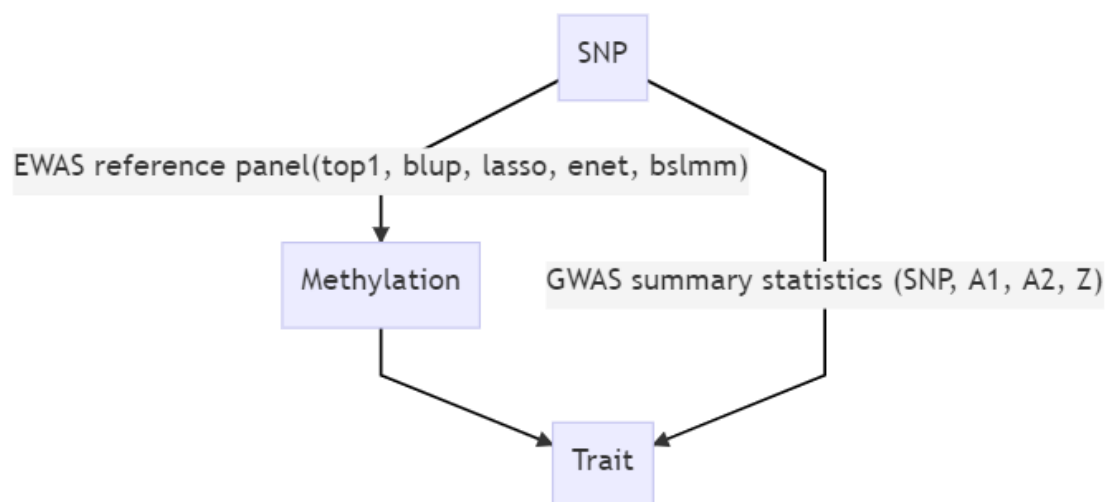 SNP
EWAS reference panel(top1, blup, lasso, enet, bslmm)
Methylation
GWAS summary statistics (SNP, A1, A2, Z)
Trait